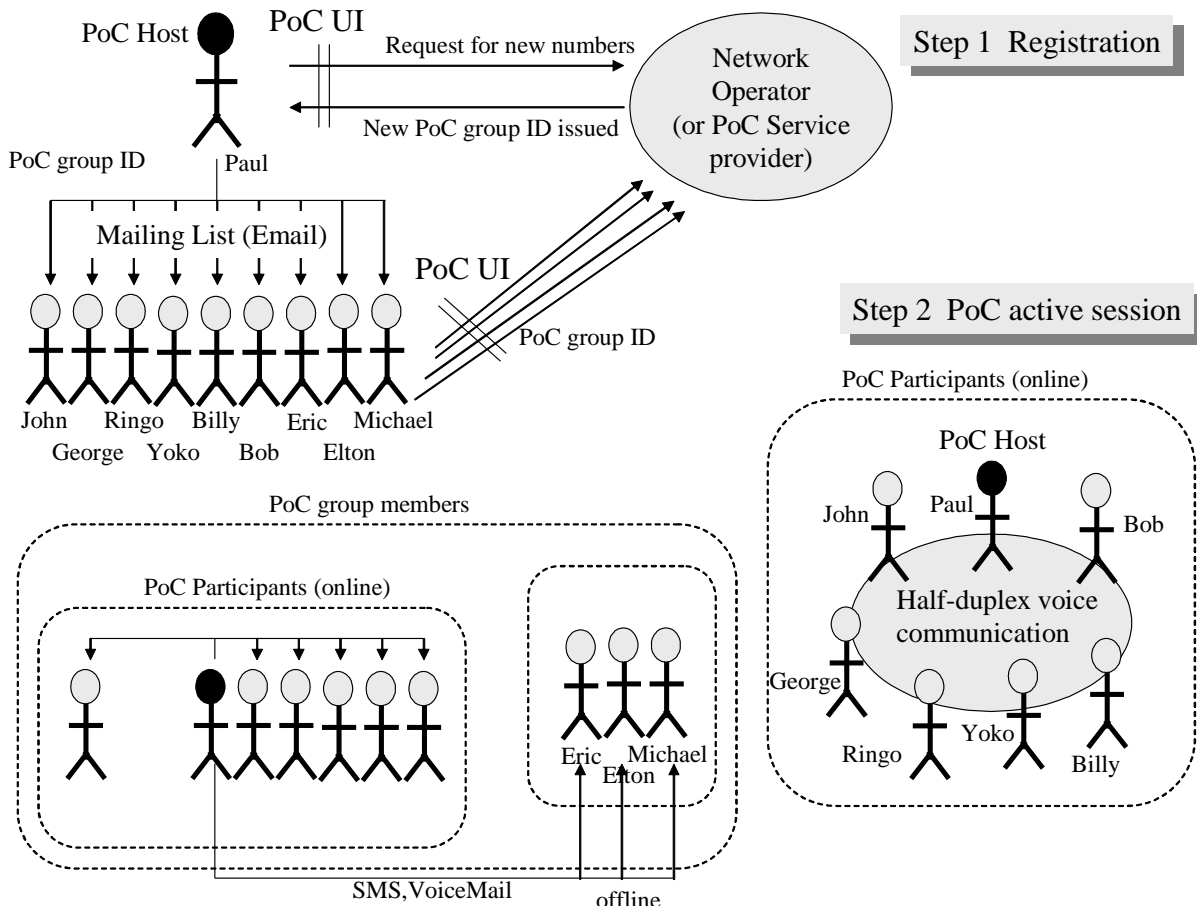 PoC Host
PoC UI
Request for new numbers
New PoC group ID issued
Network
Operator
(or PoC Service
provider)
Step 1  Registration
PoC group ID
Paul
Mailing List (Email)
PoC UI
PoC group ID
John
Ringo
Billy
Eric
Michael
George
Yoko
Bob
Elton
Step 2  PoC active session
PoC Participants (online)
PoC Host
John
Paul
Bob
Half-duplex voice
communication
George
Ringo
Yoko
Billy
PoC group members
PoC Participants (online)
Eric
Michael
Elton
SMS,VoiceMail
offline